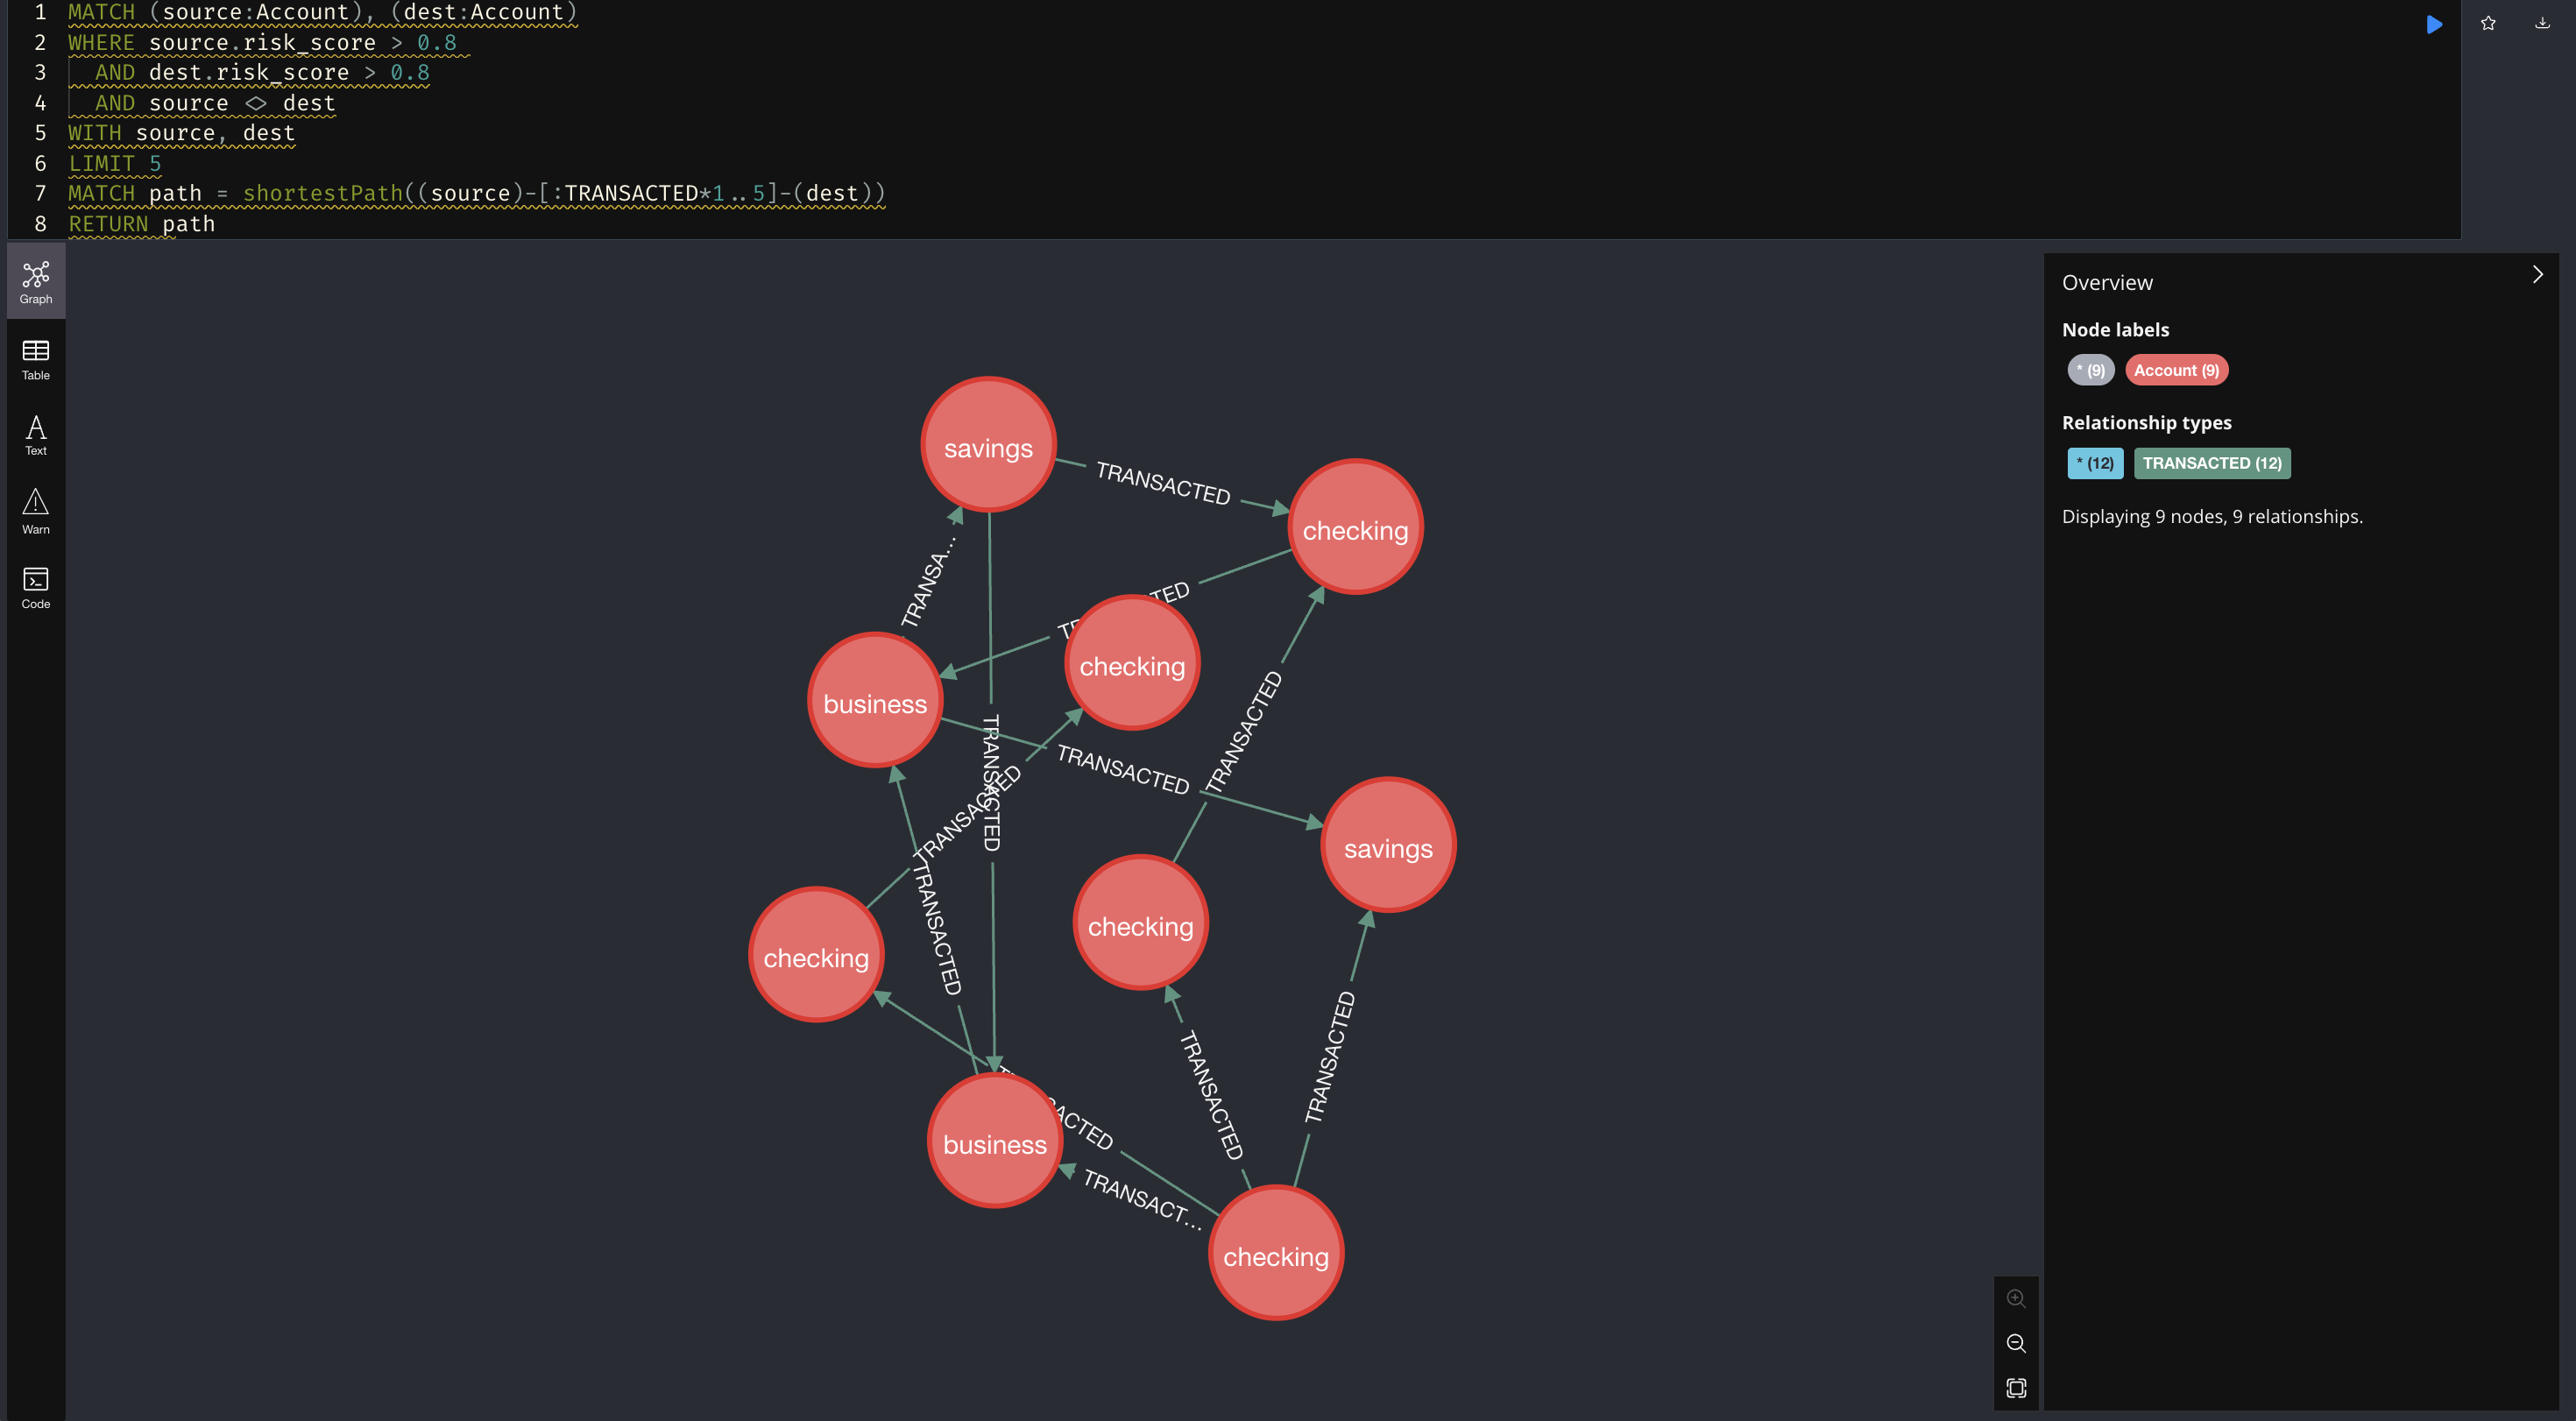 1 MATCH (source:Account), (dest:Account)
2 WHERE source.risk_score > 0.8
3 AND dest.risk_score > 0.8
4 AND source <> dest
5 WITH source, dest
6 LIMIT 5
7 MATCH path = shortestPath((source)-[:TRANSACTED*1..5]-(dest))
8 RETURN path
Graph
Table
Text
Warn
Code
savings
TRANSACTED
checking
TRANSA...
TED
checking
business
TRANSACTED
TRANSACTED
TRANSACTED
TRANSACTED
savings
TRANSACTED
checking
checking
TRANSACTED
TRANSACTED
ACTED
business
TRANSACT...
checking
Overview
Node labels
* (9)
Account (9)
Relationship types
* (12)
TRANSACTED (12)
Displaying 9 nodes, 9 relationships.